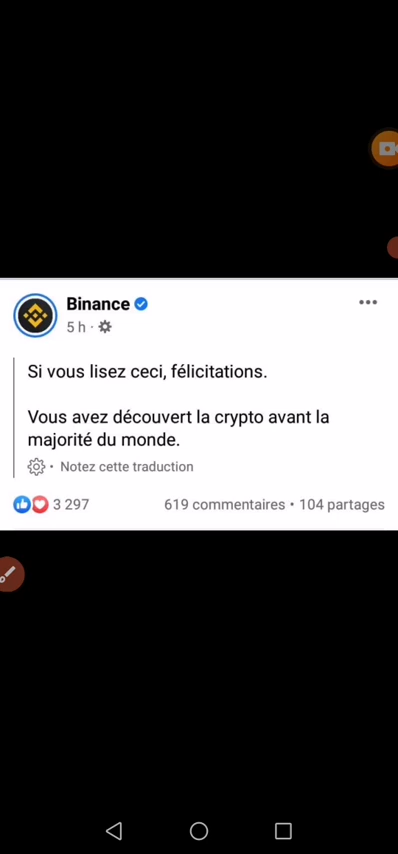 Binance
5 h ·
Si vous lisez ceci, félicitations.
Vous avez découvert la crypto avant la
majorité du monde.
· Notez cette traduction
3 297
619 commentaires · 104 partages